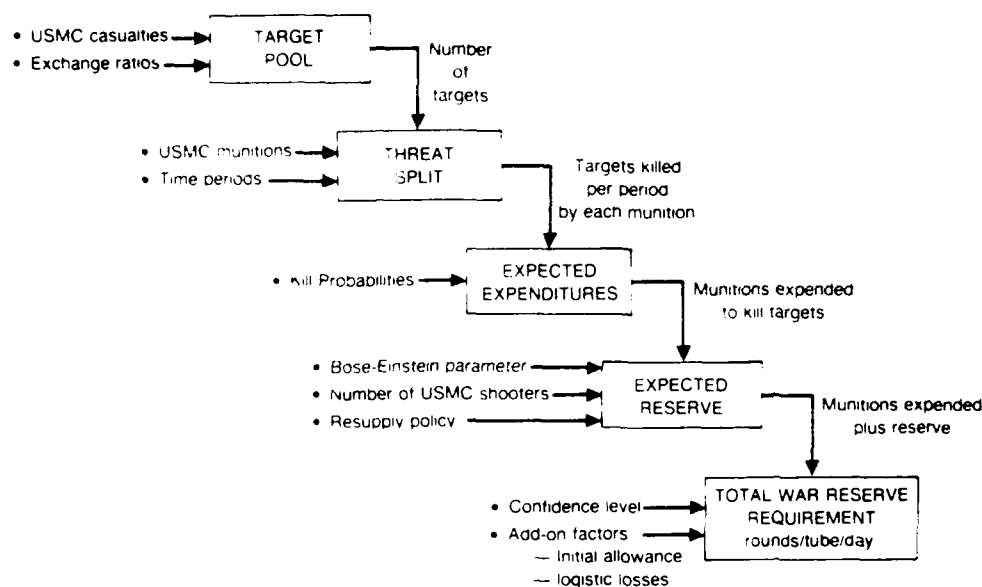 • USMC casualties
• Exchange ratios
TARGET
POOL
Number
of
targets
• USMC munitions
• Time periods
THREAT
SPLIT
Targets killed
per period
by each munition
• Kill Probabilities
EXPECTED
EXPENDITURES
Munitions expended
to kill targets
• Bose-Einstein parameter
• Number of USMC shooters
• Resupply policy
EXPECTED
RESERVE
Munitions expended
plus reserve
• Confidence level
• Add-on factors
— Initial allowance
— logistic losses
TOTAL WAR RESERVE
REQUIREMENT
rounds/tube/day